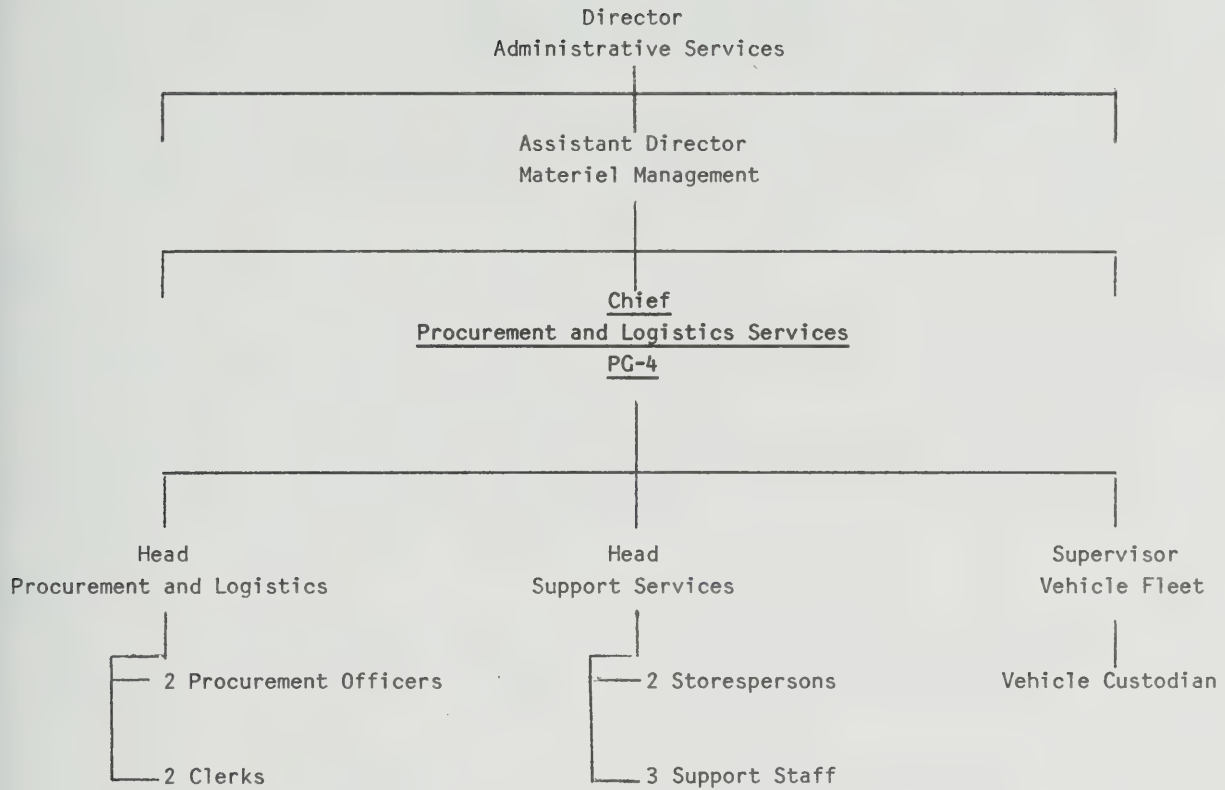 Director
Administrative Services
Assistant Director
Materiel Management
Chief
Procurement and Logistics Services
PG-4
Head
Procurement and Logistics
Head
Support Services
Supervisor
Vehicle Fleet
2 Procurement Officers
2 Clerks
2 Storespersons
3 Support Staff
Vehicle Custodian